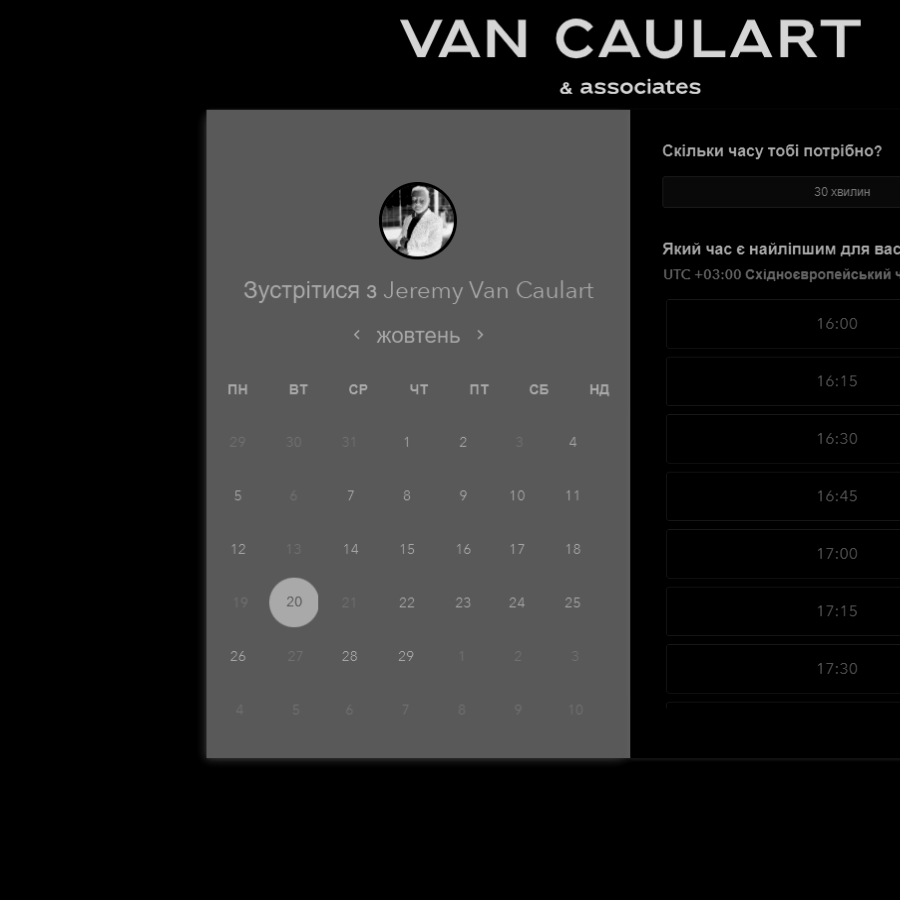 VAN CAULART
& associates
Зустрітися з Jeremy Van Caulart
жовтень
ПН ВТ СР ЧТ ПТ СБ НД
29 30 31 1 2 3 4
5 6 7 8 9 10 11
12 13 14 15 16 17 18
19 20 21 22 23 24 25
26 27 28 29 1 2 3
4 5 6 7 8 9 10
Скільки часу тобі потрібно?
30 хвилин
Який час є найліпшим для вас
UTC +03:00 Східноєвропейський ч
16:00
16:15
16:30
16:45
17:00
17:15
17:30